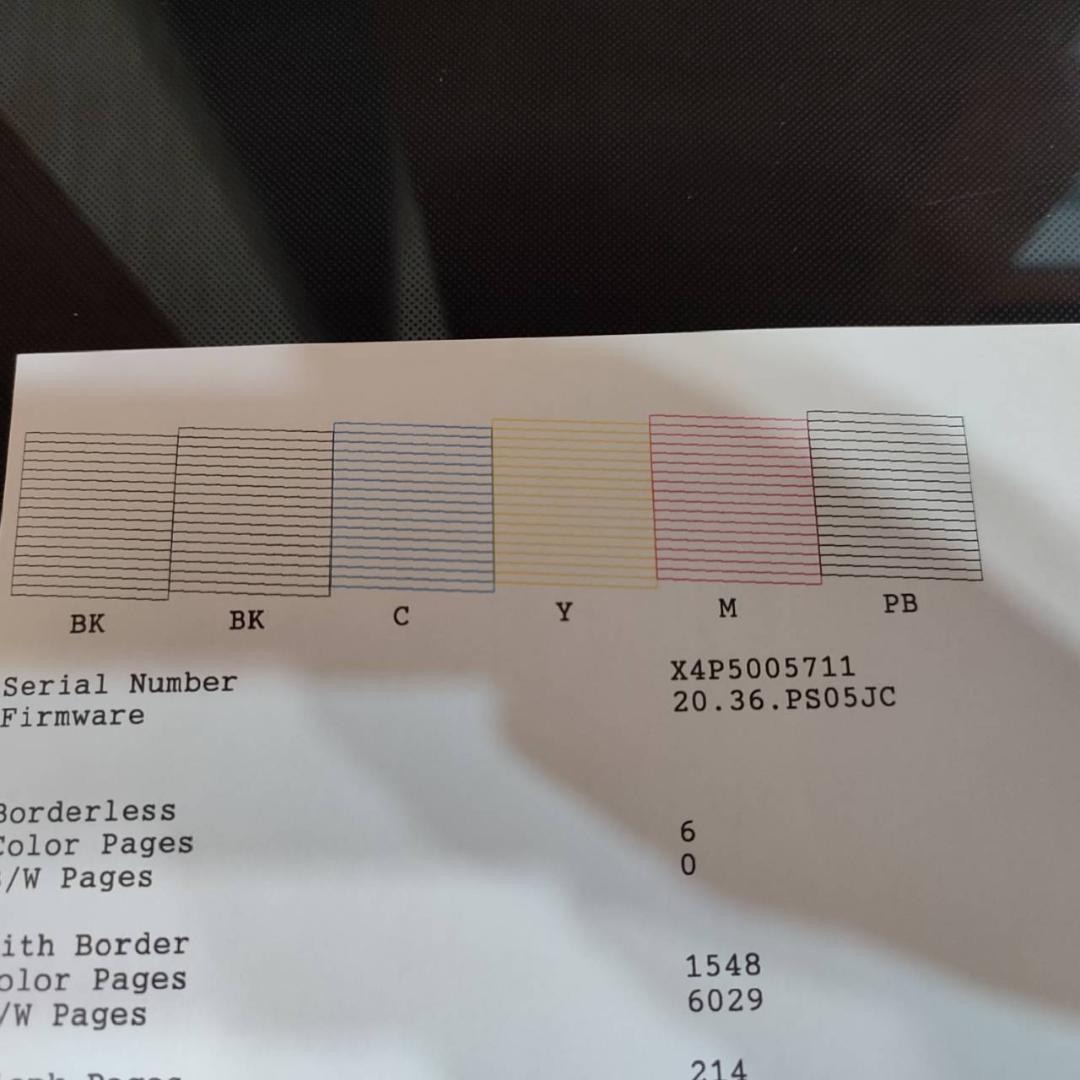 BK BK C Y M PB
Serial Number X4P5005711
Firmware 20.36.PS05JC
Borderless
Color Pages 6
/W Pages 0
ith Border
olor Pages 1548
/W Pages 6029
Pages 214